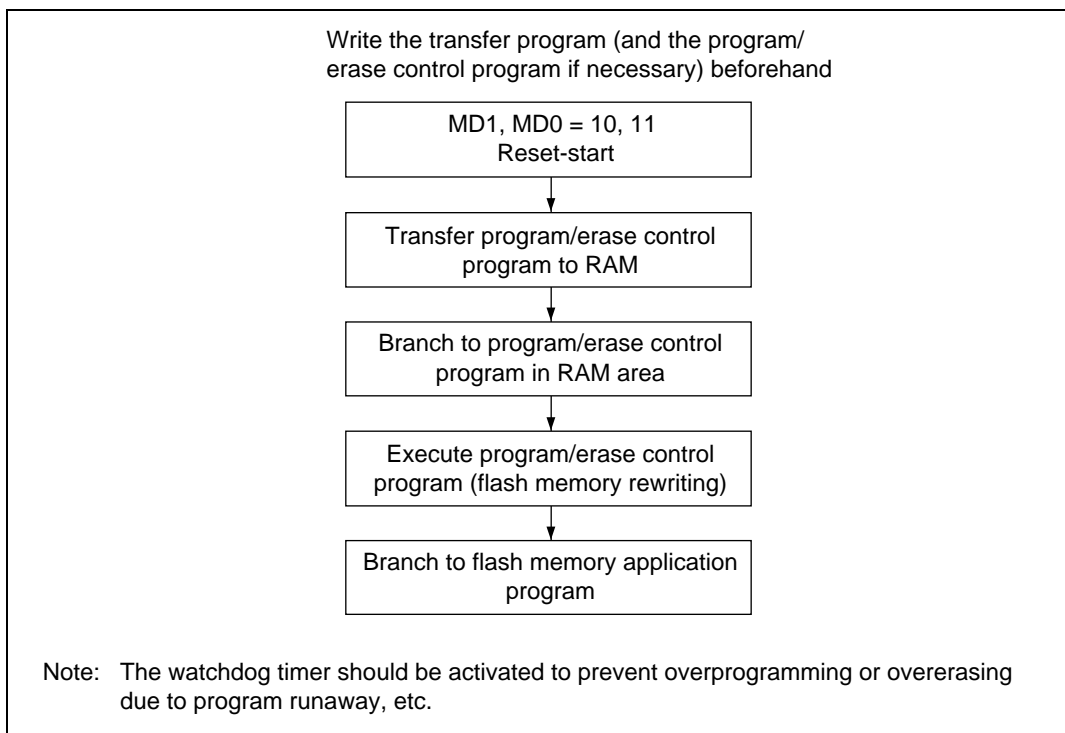 Write the transfer program (and the program/
erase control program if necessary) beforehand
MD1, MD0 = 10, 11
Reset-start
Transfer program/erase control
program to RAM
Branch to program/erase control
program in RAM area
Execute program/erase control
program (flash memory rewriting)
Branch to flash memory application
program
Note: The watchdog timer should be activated to prevent overprogramming or overerasing
due to program runaway, etc.